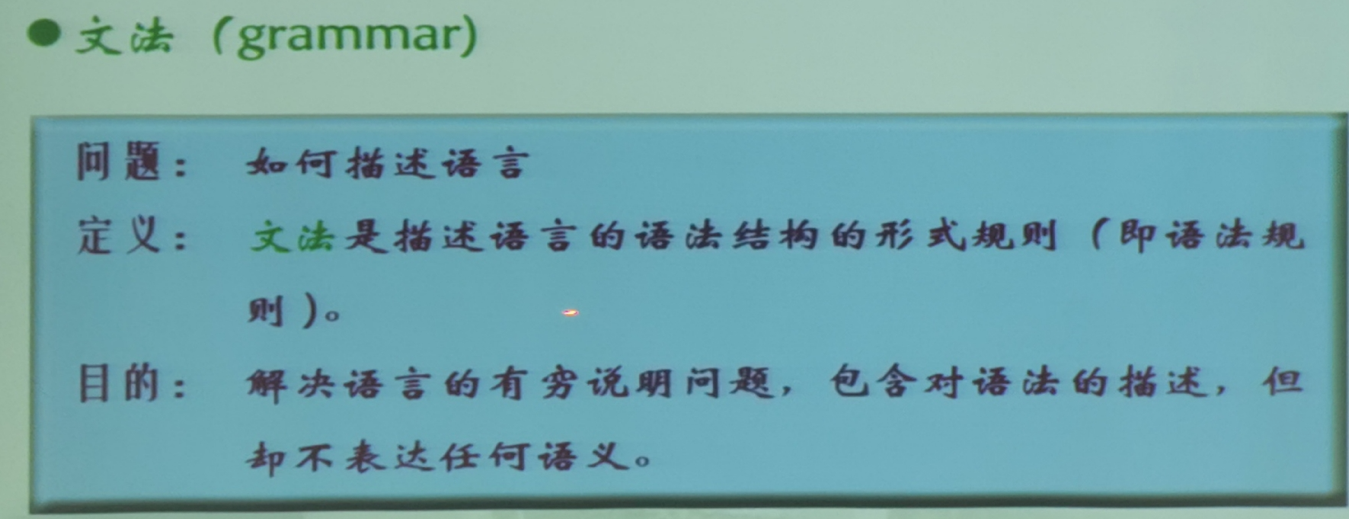 ●文法（grammar)
问题： 如何描述语言
定义： 文法是描述语言的语法结构的形式规则（即语法规
则）。
目的： 解决语言的有穷说明问题，包含对语法的描述，但
却不表达任何语义。